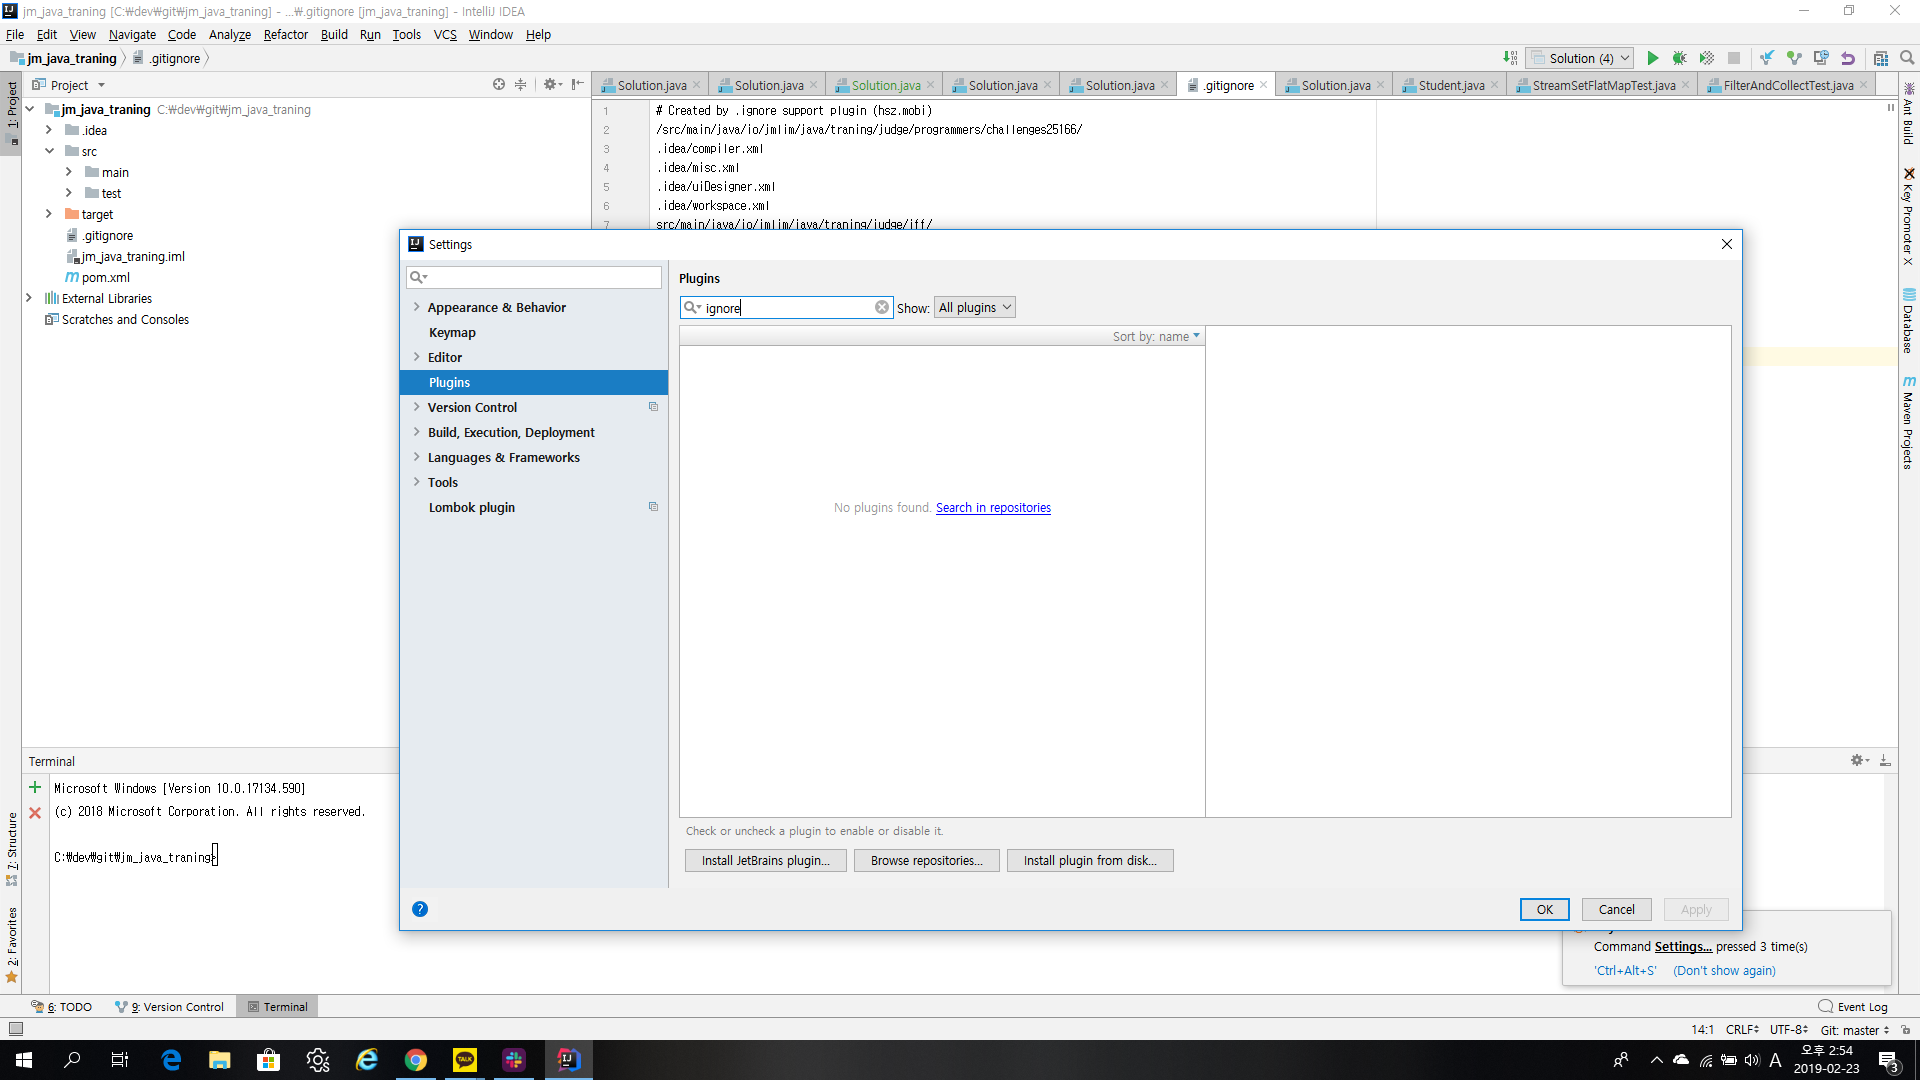 jm_java_traning [C:₩dev₩git₩jm_java_traning] - ...₩.gitignore [jm_java_traning] - IntelliJ IDEA
File Edit View Navigate Code Analyze Refactor Build Run Tools VCS Window Help
jm_java_traning .gitignore Solution (4)
Project
Solution.java Solution.java Solution.java Solution.java Solution.java .gitignore Solution.java Student.java StreamSetFlatMapTest.java FilterAndCollectTest.java
1: Project
jm_java_traning C:₩dev₩git₩jm_java_traning
.idea
src
main
test
target
.gitignore
jm_java_traning.iml
pom.xml
External Libraries
Scratches and Consoles
1 # Created by .ignore support plugin (hsz.mobi)
2 /src/main/java/io/jmlim/java/traning/judge/programmers/challenges25166/
3 .idea/compiler.xml
4 .idea/misc.xml
5 .idea/uiDesigner.xml
6 .idea/workspace.xml
7 src/main/java/io/jmlim/java/traning/judge/iff/
Ant Build
Key Promoter X
Database
Maven Projects
Settings
Appearance & Behavior
Keymap
Editor
Plugins
Version Control
Build, Execution, Deployment
Languages & Frameworks
Tools
Lombok plugin
Plugins
ignore Show: All plugins
Sort by: name
No plugins found. Search in repositories
Check or uncheck a plugin to enable or disable it.
Install JetBrains plugin... Browse repositories... Install plugin from disk...
? OK Cancel Apply
Terminal
Microsoft Windows [Version 10.0.17134.590]
(c) 2018 Microsoft Corporation. All rights reserved.
C:₩dev₩git₩jm_java_traning>
7: Structure
2: Favorites
Command Settings... pressed 3 time(s)
'Ctrl+Alt+S' (Don't show again)
6: TODO 9: Version Control Terminal Event Log
14:1 CRLF UTF-8 Git: master
TALK
IJ
A
오후 2:54
2019-02-23
3